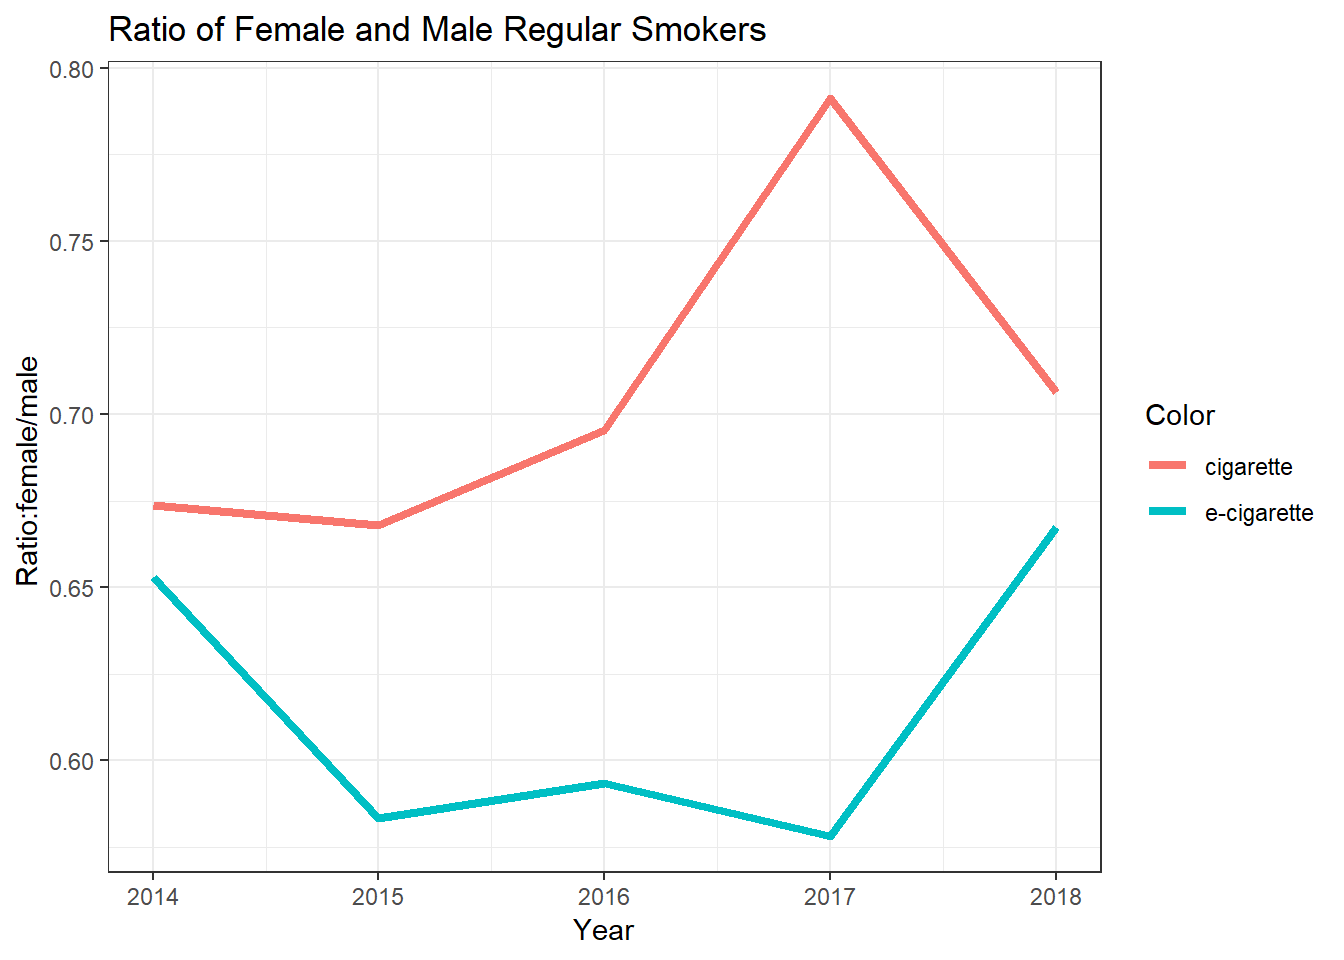 Ratio of Female and Male Regular Smokers
0.80
0.75
0.70
0.65
0.60
Ratio:female/male
2014 2015 2016 2017 2018
Year
Color
cigarette
e-cigarette